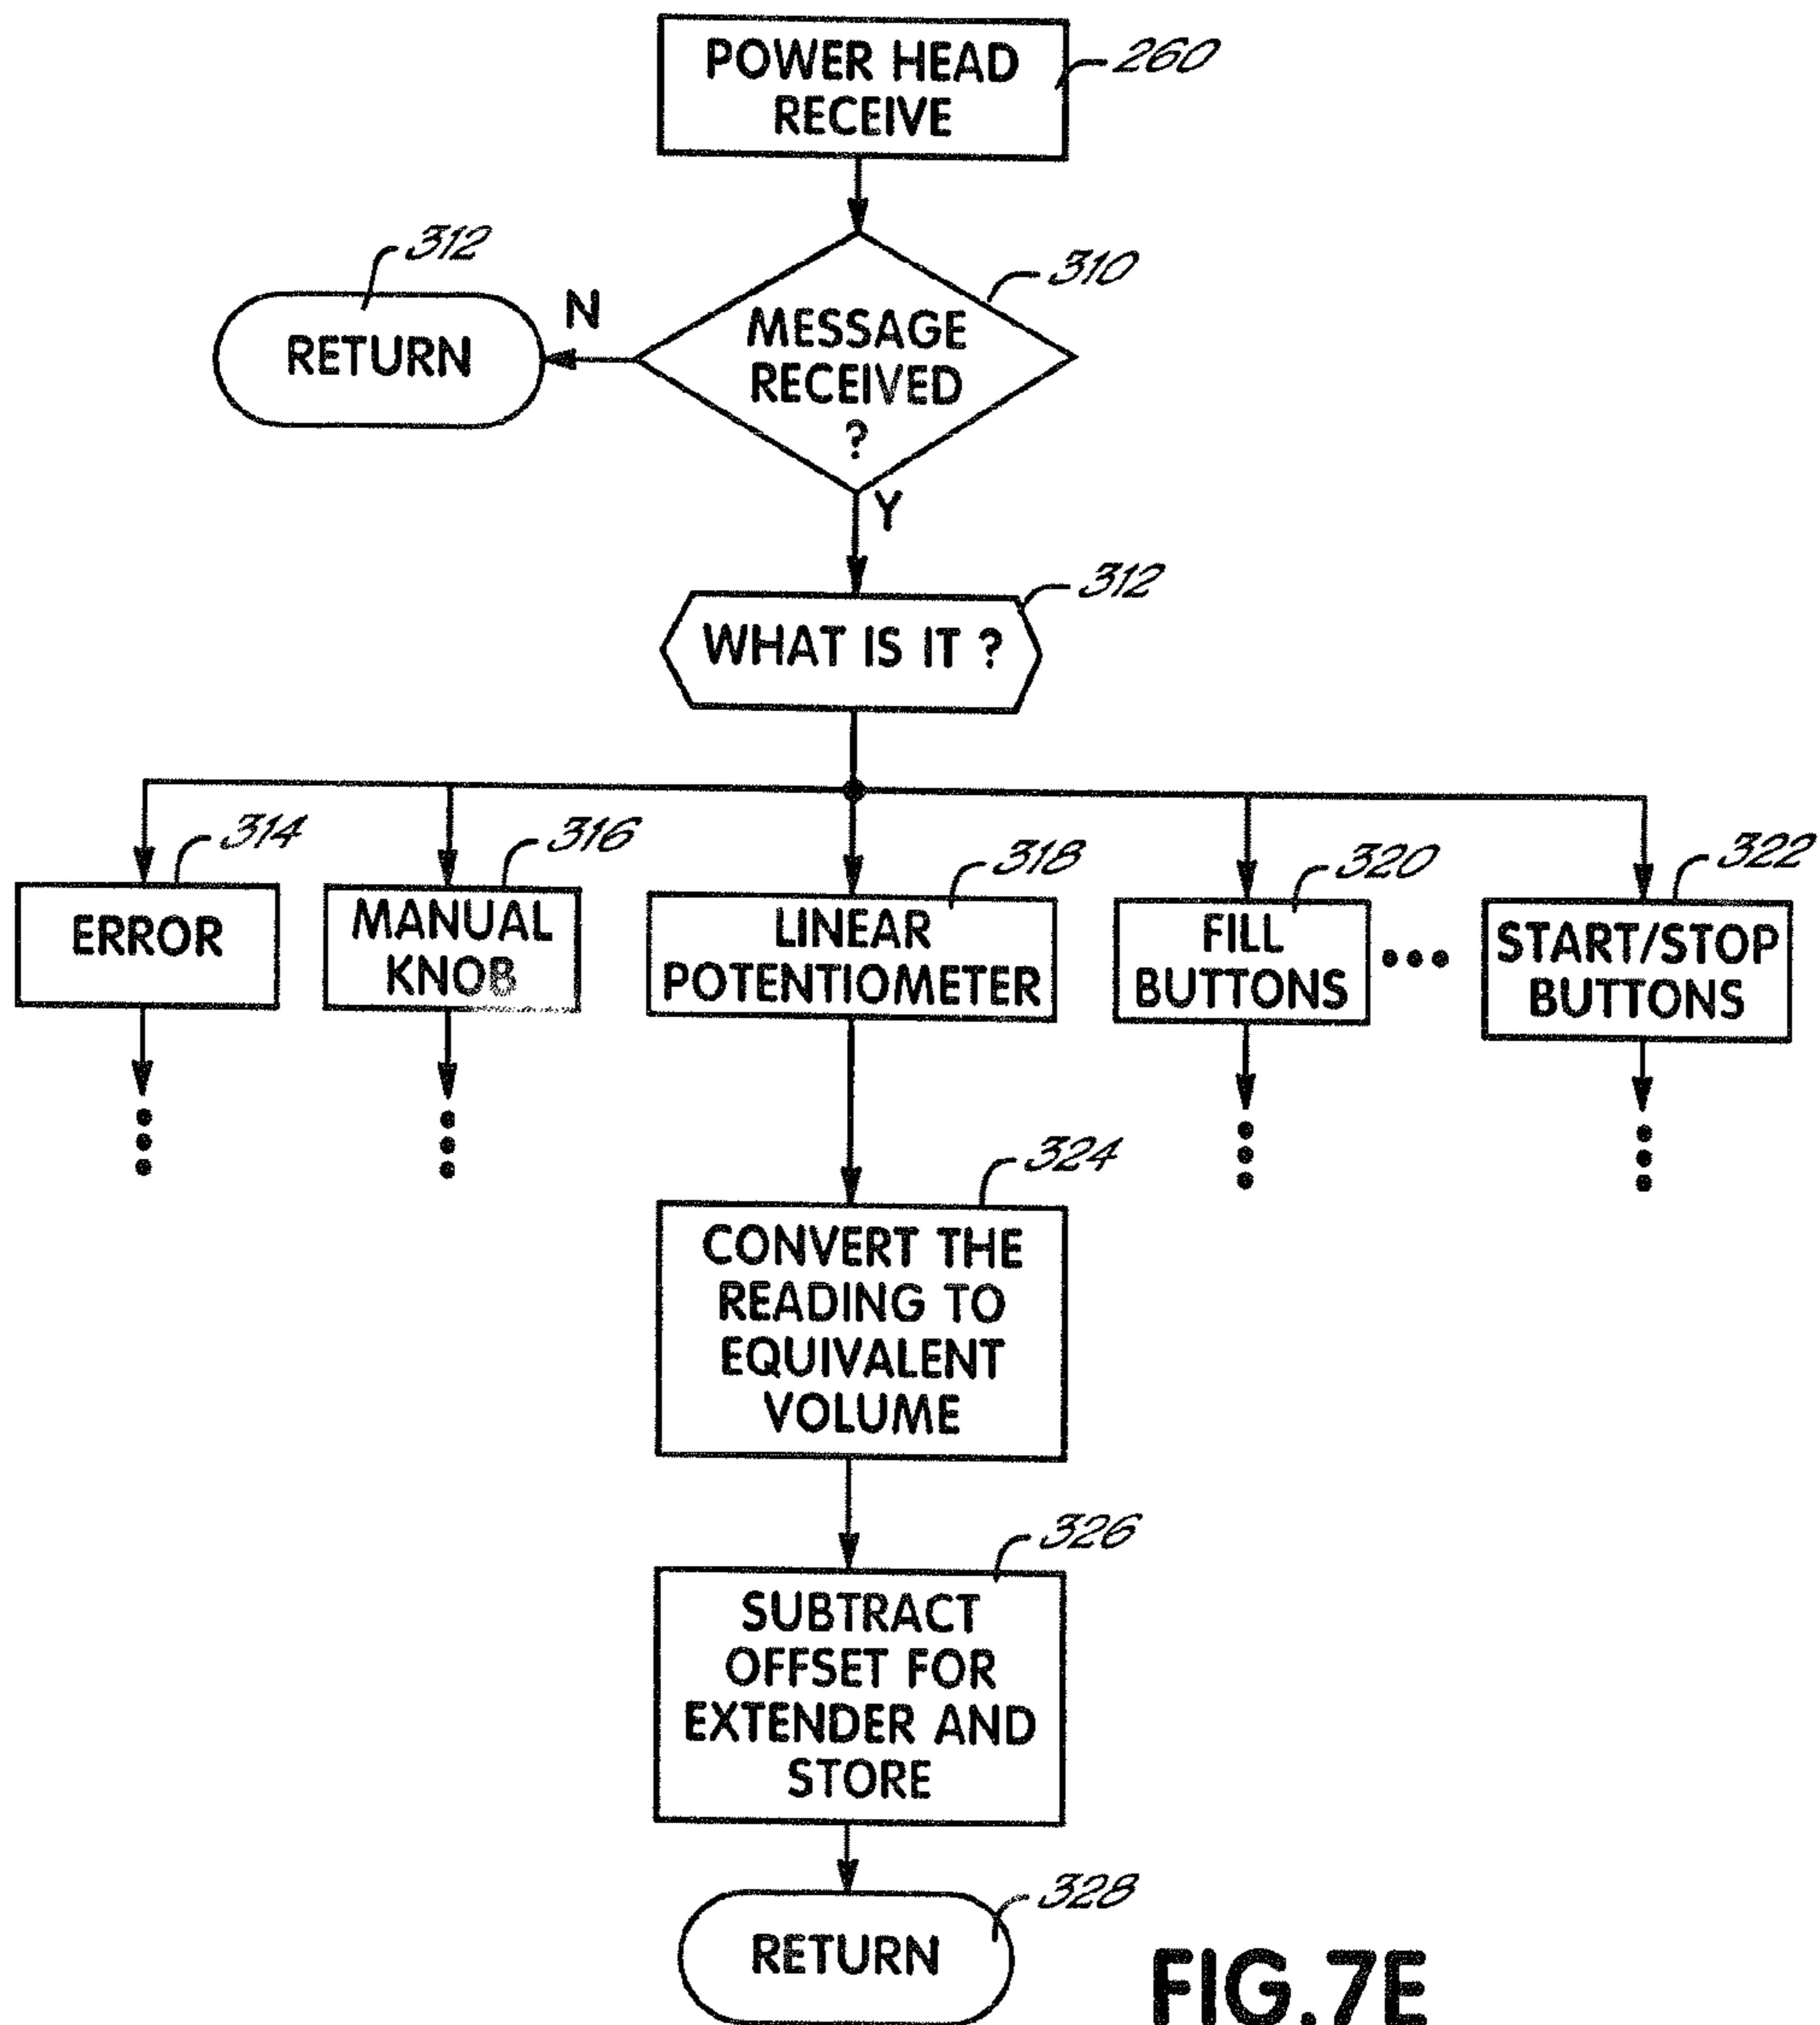 POWER HEAD
RECEIVE
260
312
RETURN
N
310
MESSAGE
RECEIVED
?
Y
312
WHAT IS IT ?
314
ERROR
316
MANUAL
KNOB
318
LINEAR
POTENTIOMETER
320
FILL
BUTTONS
•••
322
START/STOP
BUTTONS
324
CONVERT THE
READING TO
EQUIVALENT
VOLUME
326
SUBTRACT
OFFSET FOR
EXTENDER AND
STORE
328
RETURN
FIG.7E